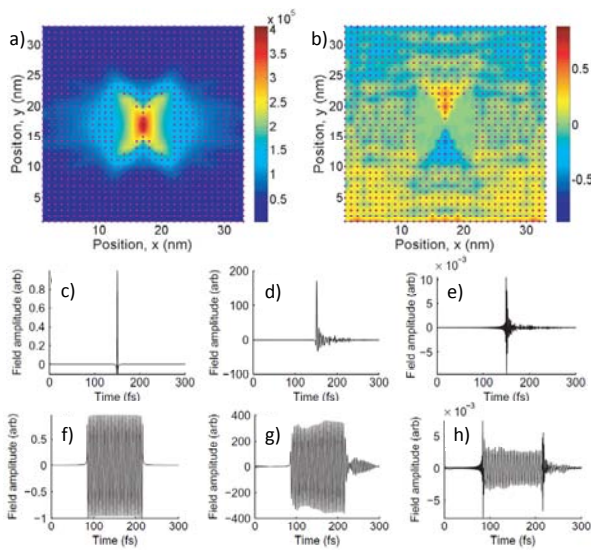 a)
× 10⁵
4
3.5
3
2.5
2
1.5
1
0.5
Position, y (nm)
30
25
20
15
10
5
10 20 30
Position, x (nm)
b)
0.5
0
-0.5
Position, y (nm)
30
25
20
15
10
5
10 20 30
Position, x (nm)
c)
Field amplitude (arb)
0.8
0.6
0.4
0.2
0
0 100 200 300
Time (fs)
d)
Field amplitude (arb)
200
100
0
-100
0 100 200 300
Time (fs)
e)
× 10⁻³
Field amplitude (arb)
10
5
0
-5
0 100 200 300
Time (fs)
f)
Field amplitude (arb)
0.5
0
-0.5
-1
0 100 200 300
Time (fs)
g)
Field amplitude (arb)
400
200
0
-200
-400
0 100 200 300
Time (fs)
h)
× 10⁻³
Field amplitude (arb)
5
0
-5
0 100 200 300
Time (fs)